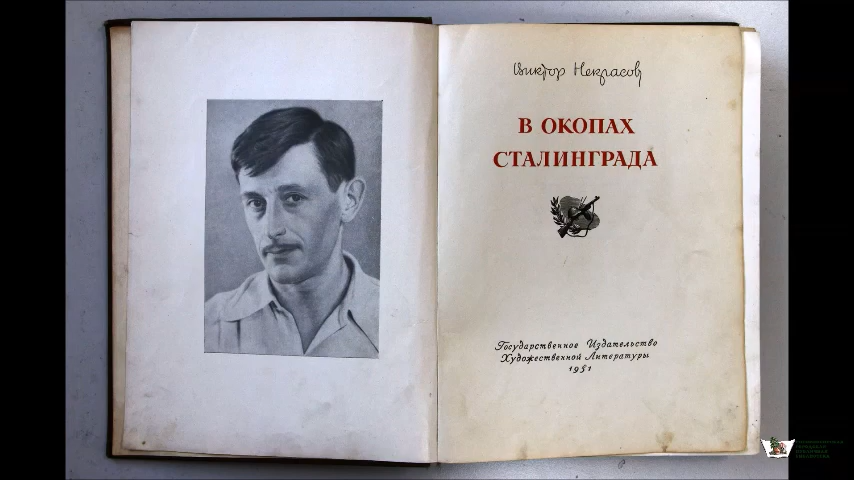 Виктор Некрасов
В ОКОПАХ
СТАЛИНГРАДА
Государственное Издательство
Художественной Литературы
1951